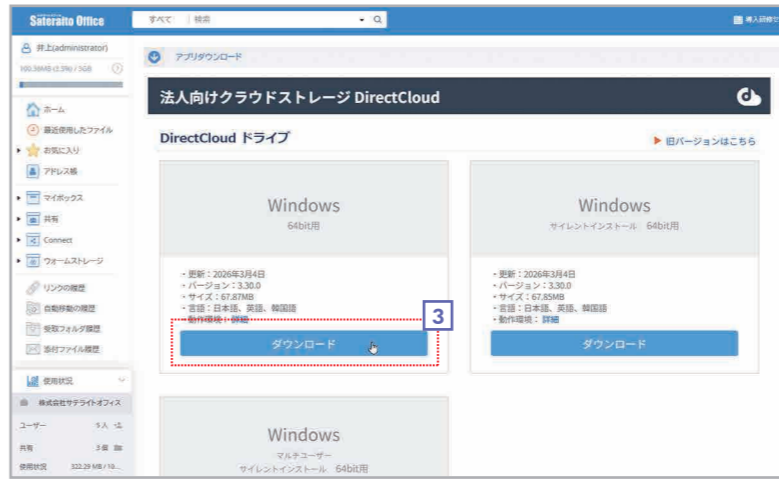 Sateraito Office
すべて 検索
導入研修
井上(administrator)
アプリダウンロード
法人向けクラウドストレージ DirectCloud
ホーム
最近使用したファイル
お気に入り
アドレス帳
マイボックス
共有
Connect
ウォームストレージ
リンクの履歴
自動移動の履歴
受取フォルダ履歴
添付ファイル履歴
使用状況
株式会社サテライトオフィス
ユーザー 5人
共有 3個
使用状況 322.29 MB / 10...
DirectCloud ドライブ
旧バージョンはこちら
Windows
64bit用
・更新：2026年3月4日
・バージョン：3.30.0
・サイズ：67.87MB
・言語：日本語、英語、韓国語
・動作環境： 詳細
3
ダウンロード
Windows
サイレントインストール 64bit用
・更新：2026年3月4日
・バージョン：3.30.0
・サイズ：67.85MB
・言語：日本語、英語、韓国語
・動作環境： 詳細
ダウンロード
Windows
マルチユーザー
サイレントインストール 64bit用